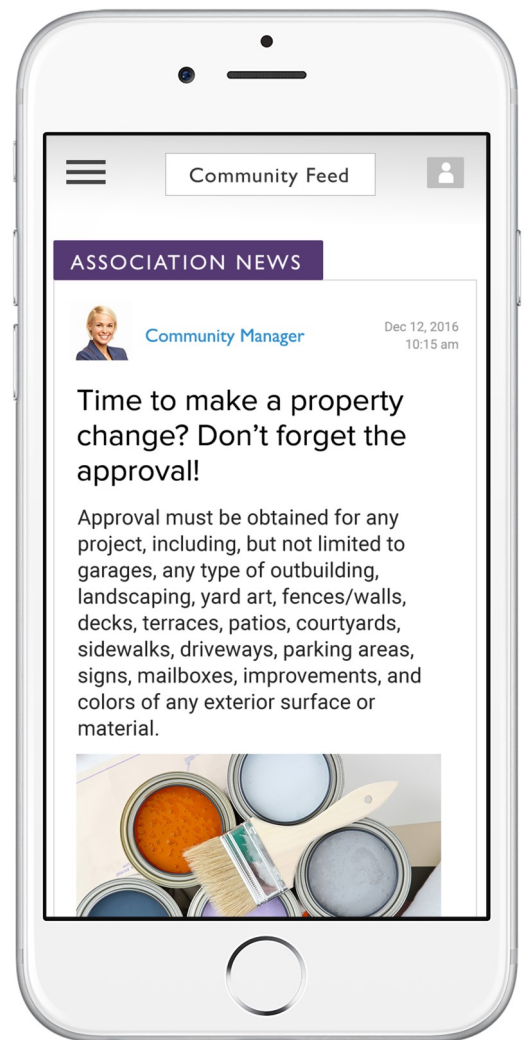 Community Feed
ASSOCIATION NEWS
Community Manager
Dec 12, 2016
10:15 am
Time to make a property
change? Don’t forget the
approval!
Approval must be obtained for any
project, including, but not limited to
garages, any type of outbuilding,
landscaping, yard art, fences/walls,
decks, terraces, patios, courtyards,
sidewalks, driveways, parking areas,
signs, mailboxes, improvements, and
colors of any exterior surface or
material.